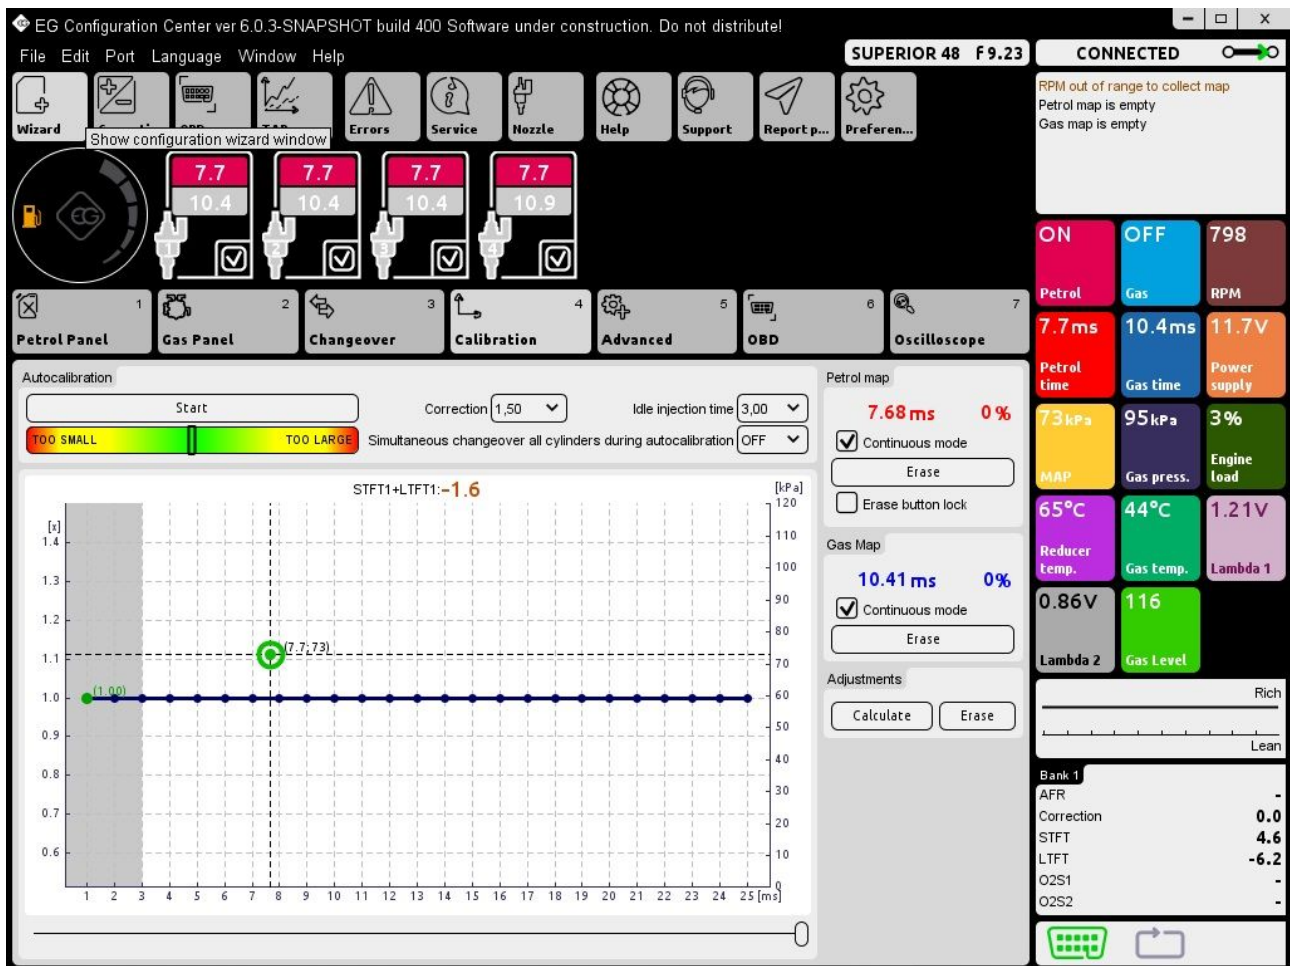 EG Configuration Center ver 6.0.3-SNAPSHOT build 400 Software under construction. Do not distribute!
File Edit Port Language Window Help
SUPERIOR 48 f 9.23
CONNECTED
Wizard
Errors
Service
Nozzle
Help
Support
Report p...
Preferen...
Show configuration wizard window
RPM out of range to collect map
Petrol map is empty
Gas map is empty
EG
7.7
10.4
1
7.7
10.4
2
7.7
10.4
3
7.7
10.9
4
ON
Petrol
OFF
Gas
798
RPM
1
Petrol Panel
2
Gas Panel
3
Changeover
4
Calibration
5
Advanced
6
OBD
7
Oscilloscope
7.7ms
Petrol
time
10.4ms
Gas time
11.7V
Power
supply
73kPa
MAP
95kPa
Gas press.
3%
Engine
load
65°C
Reducer
temp.
44°C
Gas temp.
1.21V
Lambda 1
0.86V
Lambda 2
116
Gas Level
Autocalibration
Start
Correction 1,50
Idle injection time 3,00
TOO SMALL
TOO LARGE
Simultaneous changeover all cylinders during autocalibration OFF
STFT1+LTFT1:-1.6
[kPa]
[x]
1.4
1.3
1.2
1.1
1.0
0.9
0.8
0.7
0.6
120
110
100
90
80
70
60
50
40
30
20
10
0
(7.7; 73)
(1.00)
1 2 3 4 5 6 7 8 9 10 11 12 13 14 15 16 17 18 19 20 21 22 23 24 25 [ms]
Petrol map
7.68 ms 0 %
Continuous mode
Erase
Erase button lock
Gas Map
10.41 ms 0%
Continuous mode
Erase
Adjustments
Calculate
Erase
Rich
Lean
Bank 1
AFR -
Correction 0.0
STFT 4.6
LTFT -6.2
O2S1 -
O2S2 -